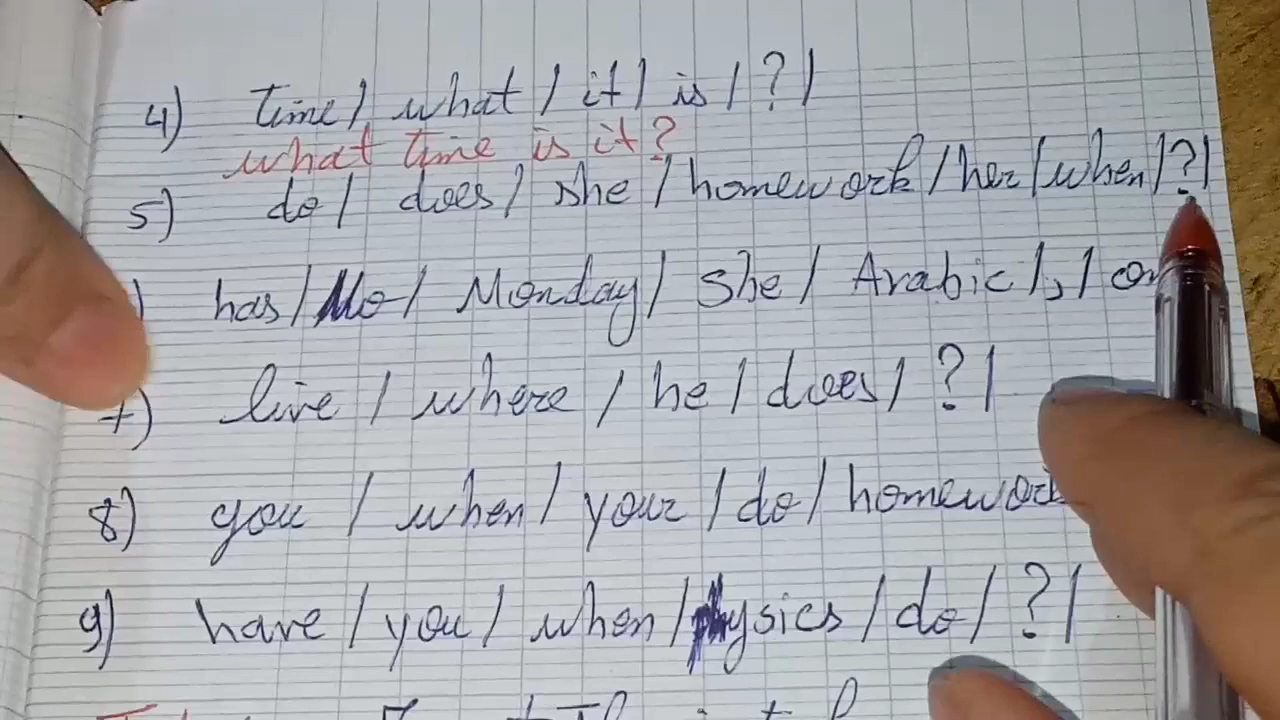 4) time / what / it / is / ? /
what time is it ?
5) do / does / she / homework / her / when / ? /
) has / No / Monday / she / Arabic / , / on
7) live / where / he / does / ? /
8) you / when / your / do / homework
9) have / you / when / physics / do / ? /